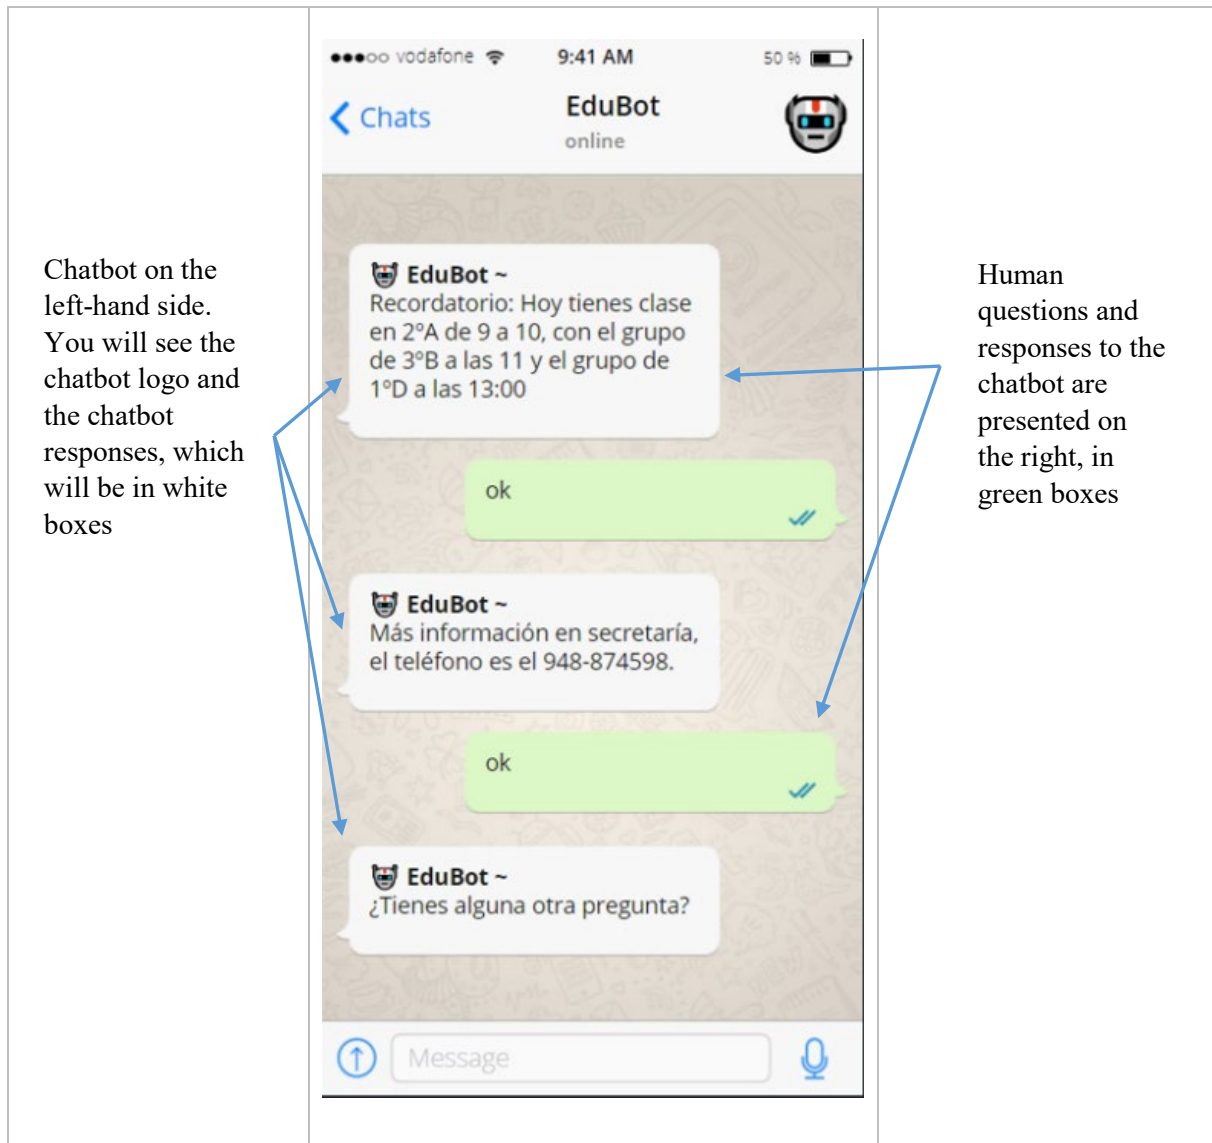 Chatbot on the
left-hand side.
You will see the
chatbot logo and
the chatbot
responses, which
will be in white
boxes
vodafone 9:41 AM 50 %
Chats
EduBot
online
EduBot ~
Recordatorio: Hoy tienes clase
en 2ºA de 9 a 10, con el grupo
de 3ºB a las 11 y el grupo de
1ºD a las 13:00
ok
EduBot ~
Más información en secretaría,
el teléfono es el 948-874598.
ok
EduBot ~
¿Tienes alguna otra pregunta?
Message
Human
questions and
responses to the
chatbot are
presented on
the right, in
green boxes